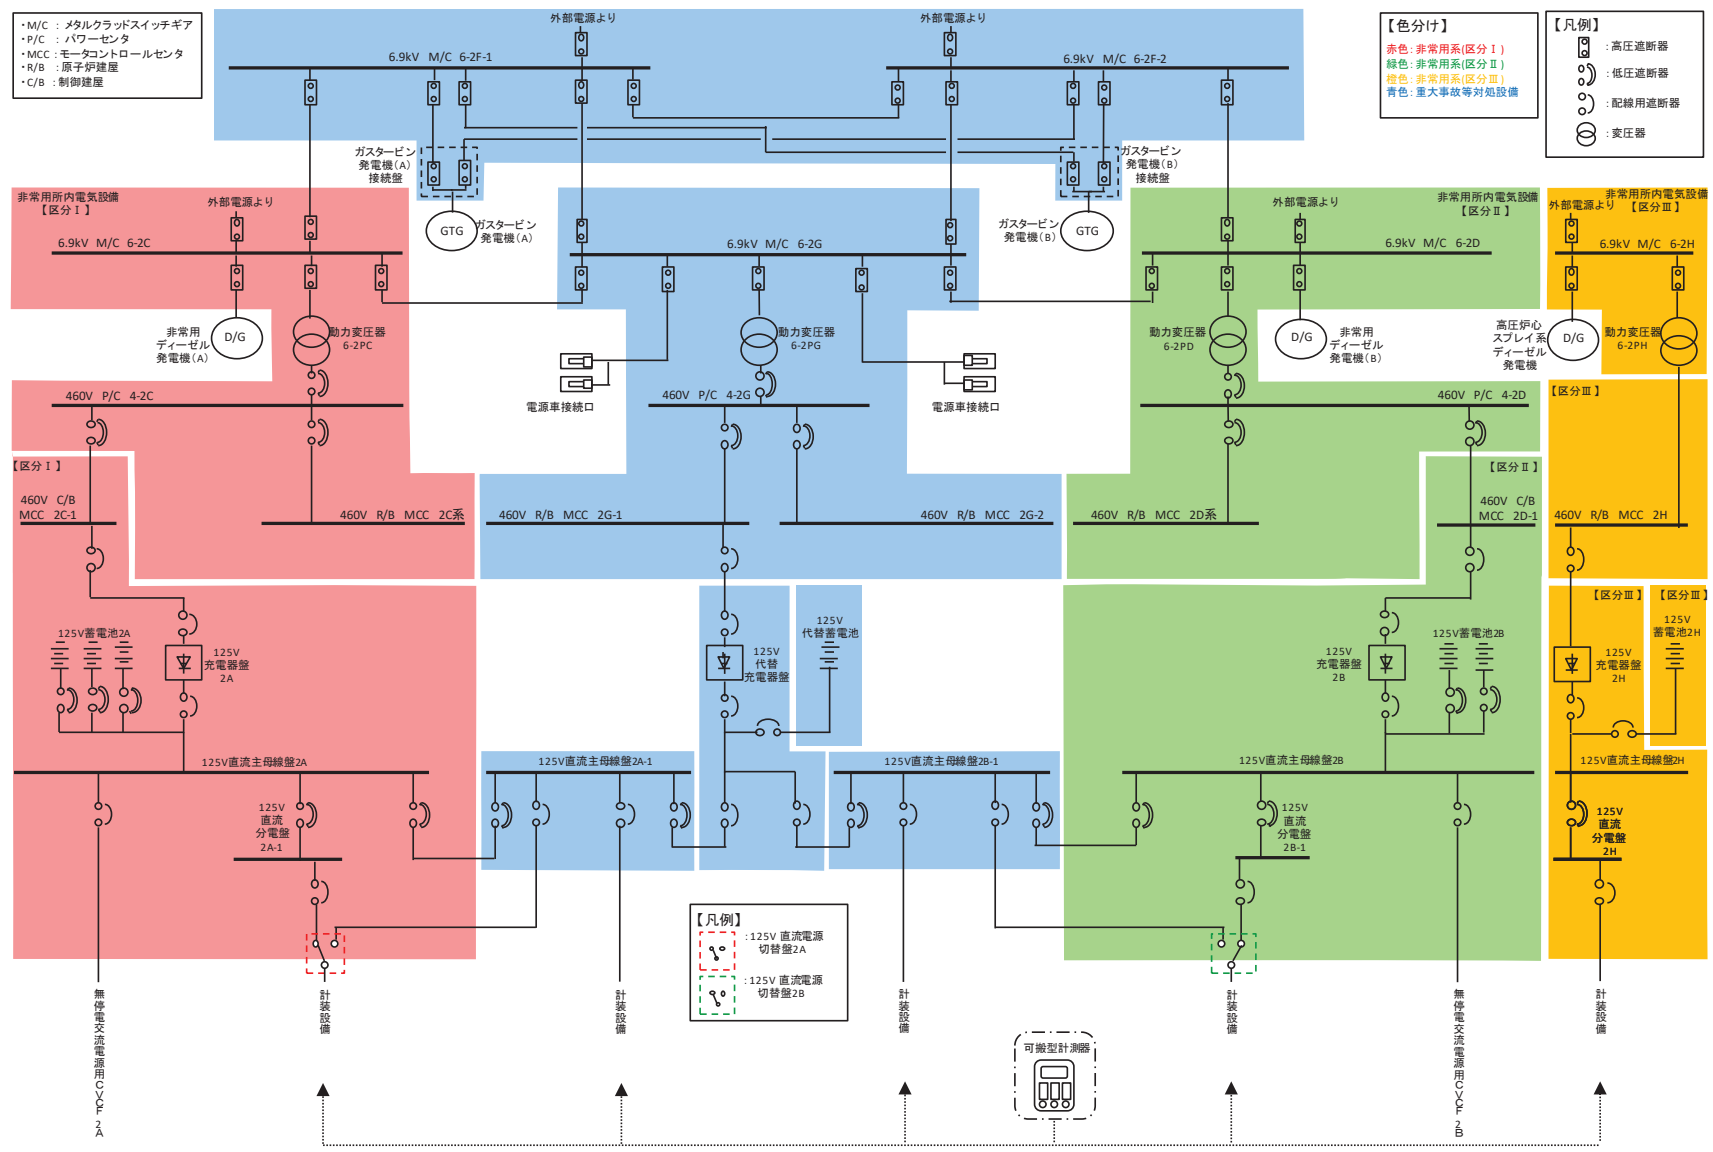 ・M/C ：メタルクラッドスイッチギア
・P/C ：パワーセンタ
・MCC：モータコントロールセンタ
・R/B ：原子炉建屋
・C/B ：制御建屋
外部電源より
外部電源より
6.9kV M/C 6-2F-1
6.9kV M/C 6-2F-2
【色分け】
赤色：非常用系(区分Ⅰ)
緑色：非常用系(区分Ⅱ)
橙色：非常用系(区分Ⅲ)
青色：重大事故等対処設備
【凡例】
：高圧遮断器
：低圧遮断器
：配線用遮断器
：変圧器
ガスタービン
発電機(A)
接続盤
ガスタービン
発電機(B)
接続盤
GTG
ガスタービン
発電機(A)
ガスタービン
発電機(B)
GTG
非常用所内電気設備
【区分Ⅰ】
外部電源より
6.9kV M/C 6-2C
6.9kV M/C 6-2G
外部電源より
非常用所内電気設備
【区分Ⅱ】
6.9kV M/C 6-2D
非常用所内電気設備
外部電源より
【区分Ⅲ】
6.9kV M/C 6-2H
非常用
ディーゼル
発電機(A)
D/G
動力変圧器
6-2PC
動力変圧器
6-2PG
動力変圧器
6-2PD
D/G
非常用
ディーゼル
発電機(B)
高圧炉心
スプレイ系
ディーゼル
発電機
D/G
動力変圧器
6-2PH
電源車接続口
電源車接続口
460V P/C 4-2C
460V P/C 4-2G
460V P/C 4-2D
【区分Ⅲ】
【区分Ⅰ】
460V C/B
MCC 2C-1
460V R/B MCC 2C系
460V R/B MCC 2G-1
460V R/B MCC 2G-2
460V R/B MCC 2D系
【区分Ⅱ】
460V C/B
MCC 2D-1
460V R/B MCC 2H
【区分Ⅲ】
【区分Ⅲ】
125V蓄電池2A
125V
充電器盤
2A
125V
代替
充電器盤
125V
代替蓄電池
125V
充電器盤
2B
125V蓄電池2B
125V
充電器盤
2H
125V
蓄電池2H
125V直流主母線盤2A
125V直流主母線盤2A-1
125V直流主母線盤2B-1
125V直流主母線盤2B
125V直流主母線盤2H
125V
直流
分電盤
2A-1
125V
直流
分電盤
2B-1
125V
直流
分電盤
2H
【凡例】
：125V 直流電源
切替盤2A
：125V 直流電源
切替盤2B
無停電交流電源用CVCF2A
計装設備
計装設備
計装設備
計装設備
無停電交流電源用CVCF2B
計装設備
可搬型計測器